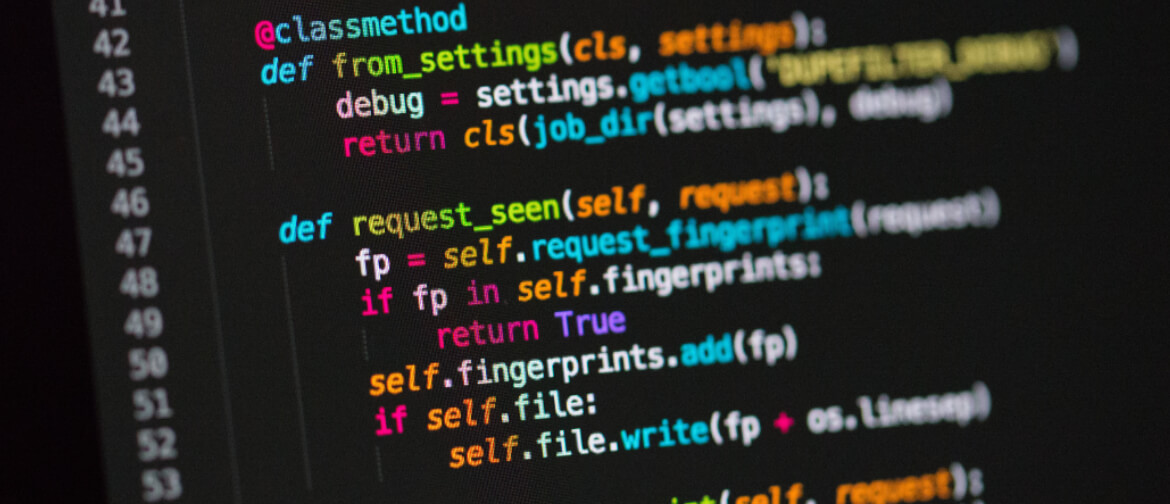 41
42 @classmethod
43 def from_settings(cls, settings):
44 debug = settings.getbool('DUPEFILTER_DEBUG')
45 return cls(job_dir(settings), debug)
46
47 def request_seen(self, request):
48 fp = self.request_fingerprint(request)
49 if fp in self.fingerprints:
50 return True
51 self.fingerprints.add(fp)
52 if self.file:
53 self.file.write(fp + os.linesep)
(self, request):